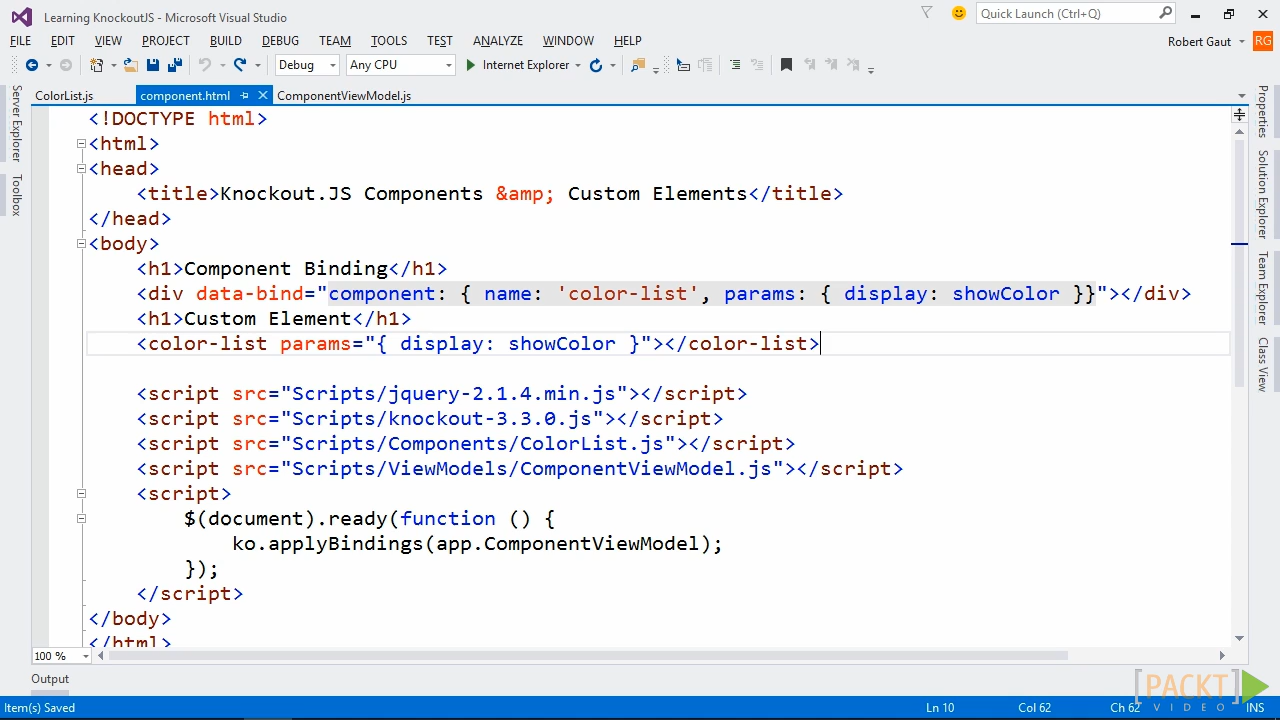 Learning KnockoutJS - Microsoft Visual Studio
Quick Launch (Ctrl+Q)
FILE EDIT VIEW PROJECT BUILD DEBUG TEAM TOOLS TEST ANALYZE WINDOW HELP
Robert Gaut RG
Debug Any CPU Internet Explorer
ColorList.js component.html ComponentViewModel.js
Server Explorer
Toolbox
<!DOCTYPE html>
<html>
<head>
    <title>Knockout.JS Components &amp; Custom Elements</title>
</head>
<body>
    <h1>Component Binding</h1>
    <div data-bind="component: { name: 'color-list', params: { display: showColor }}"></div>
    <h1>Custom Element</h1>
    <color-list params="{ display: showColor }"></color-list>
    <script src="Scripts/jquery-2.1.4.min.js"></script>
    <script src="Scripts/knockout-3.3.0.js"></script>
    <script src="Scripts/Components/ColorList.js"></script>
    <script src="Scripts/ViewModels/ComponentViewModel.js"></script>
    <script>
        $(document).ready(function () {
            ko.applyBindings(app.ComponentViewModel);
        });
    </script>
</body>
</html>
Properties
Solution Explorer
Team Explorer
Class View
100 %
Output
[PACKT]
VIDEO
Item(s) Saved Ln 10 Col 62 Ch 62 INS